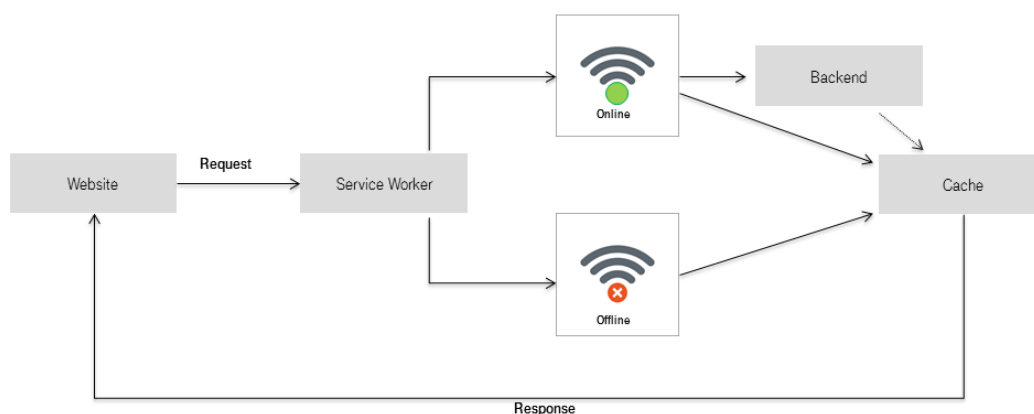 Website
Request
Service Worker
Online
Offline
Backend
Cache
Response